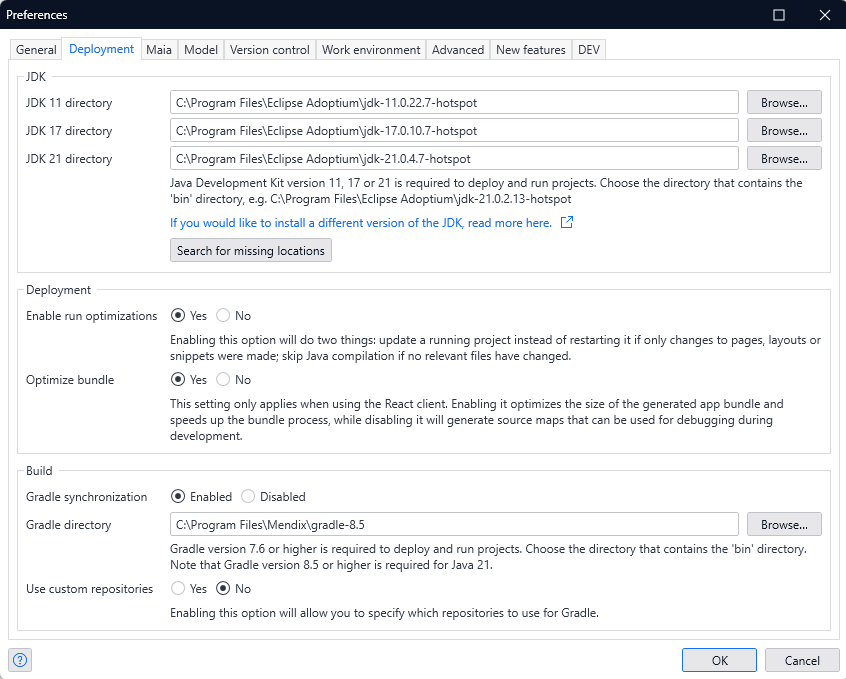 Preferences
General Deployment Maia Model Version control Work environment Advanced New features DEV
JDK
JDK 11 directory C:\Program Files\Eclipse Adoptium\jdk-11.0.22.7-hotspot Browse...
JDK 17 directory C:\Program Files\Eclipse Adoptium\jdk-17.0.10.7-hotspot Browse...
JDK 21 directory C:\Program Files\Eclipse Adoptium\jdk-21.0.4.7-hotspot Browse...
Java Development Kit version 11, 17 or 21 is required to deploy and run projects. Choose the directory that contains the
'bin' directory, e.g. C:\Program Files\Eclipse Adoptium\jdk-21.0.2.13-hotspot
If you would like to install a different version of the JDK, read more here.
Search for missing locations
Deployment
Enable run optimizations Yes No
Enabling this option will do two things: update a running project instead of restarting it if only changes to pages, layouts or
snippets were made; skip Java compilation if no relevant files have changed.
Optimize bundle Yes No
This setting only applies when using the React client. Enabling it optimizes the size of the generated app bundle and
speeds up the bundle process, while disabling it will generate source maps that can be used for debugging during
development.
Build
Gradle synchronization Enabled Disabled
Gradle directory C:\Program Files\Mendix\gradle-8.5 Browse...
Gradle version 7.6 or higher is required to deploy and run projects. Choose the directory that contains the 'bin' directory.
Note that Gradle version 8.5 or higher is required for Java 21.
Use custom repositories Yes No
Enabling this option will allow you to specify which repositories to use for Gradle.
? OK Cancel